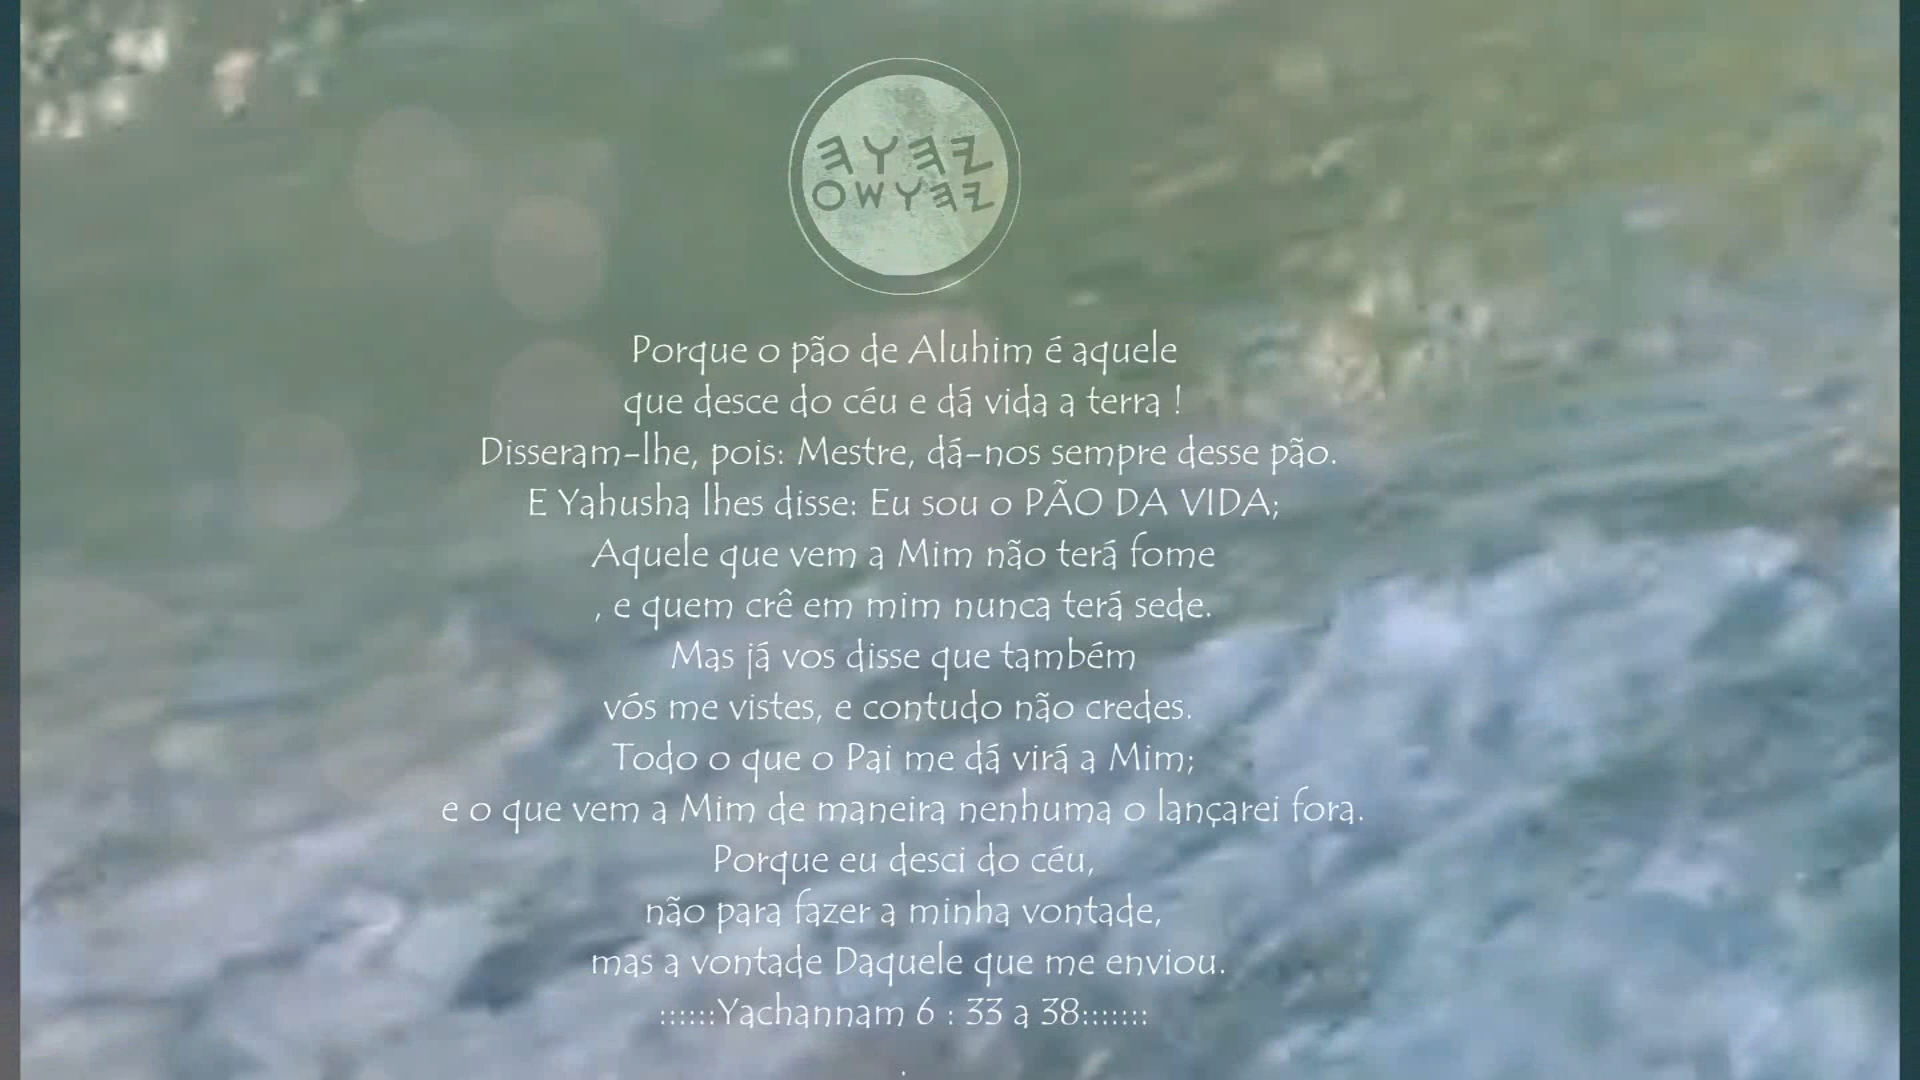 𐤉𐤄𐤅𐤄
𐤉𐤄𐤅𐤔𐤏
Porque o pão de Aluhim é aquele
que desce do céu e dá vida a terra !
Disseram-lhe, pois: Mestre, dá-nos sempre desse pão.
E Yahusha lhes disse: Eu sou o PÃO DA VIDA;
Aquele que vem a Mim não terá fome
, e quem crê em mim nunca terá sede.
Mas já vos disse que também
vós me vistes, e contudo não credes.
Todo o que o Pai me dá virá a Mim;
e o que vem a Mim de maneira nenhuma o lançarei fora.
Porque eu desci do céu,
não para fazer a minha vontade,
mas a vontade Daquele que me enviou.
::::::Yachannam 6 : 33 a 38:::::::
.